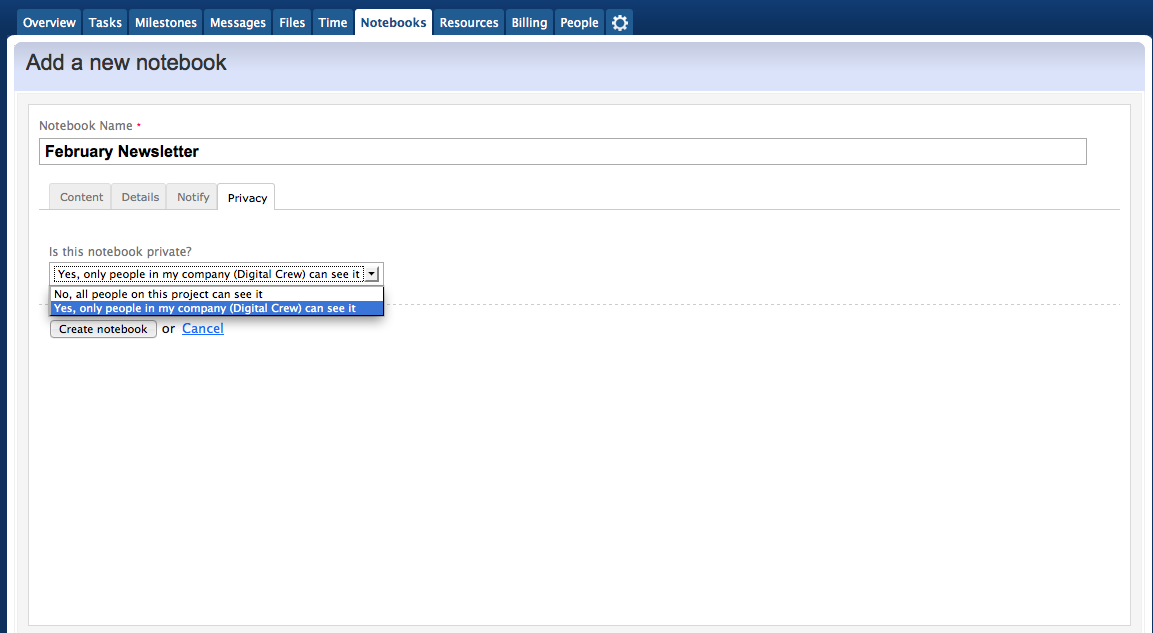 Overview Tasks Milestones Messages Files Time Notebooks Resources Billing People
Add a new notebook
Notebook Name *
February Newsletter
Content Details Notify Privacy
Is this notebook private?
Yes, only people in my company (Digital Crew) can see it
No, all people on this project can see it
Yes, only people in my company (Digital Crew) can see it
Create notebook or Cancel